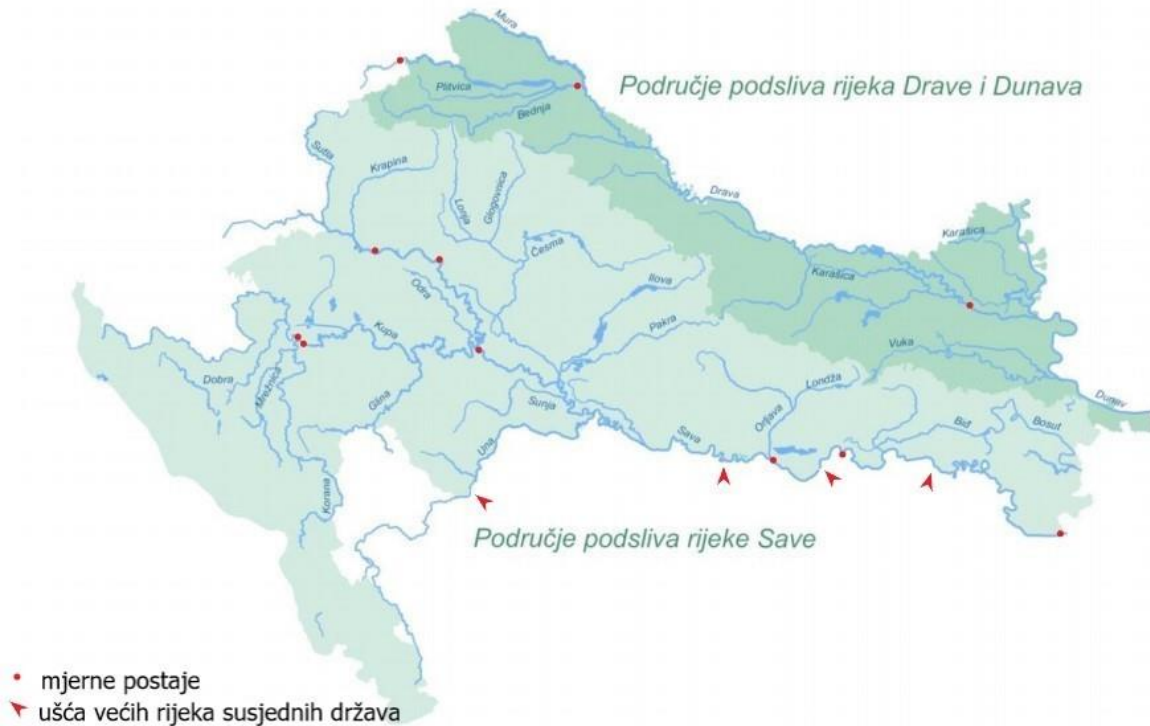 Mura
Plitvica
Područje podsliva rijeka Drave i Dunava
Bednja
Sutla
Krapina
Lonja
Glogovnica
Drava
Česma
Karašica
Karašica
Ilova
Odra
Pakra
Kupa
Vuka
Dobra
Mrežnica
Glina
Londža
Dunav
Sunja
Orljava
Sava
Una
Biđ
Bosut
Korana
Područje podsliva rijeke Save
mjerne postaje
ušća većih rijeka susjednih država